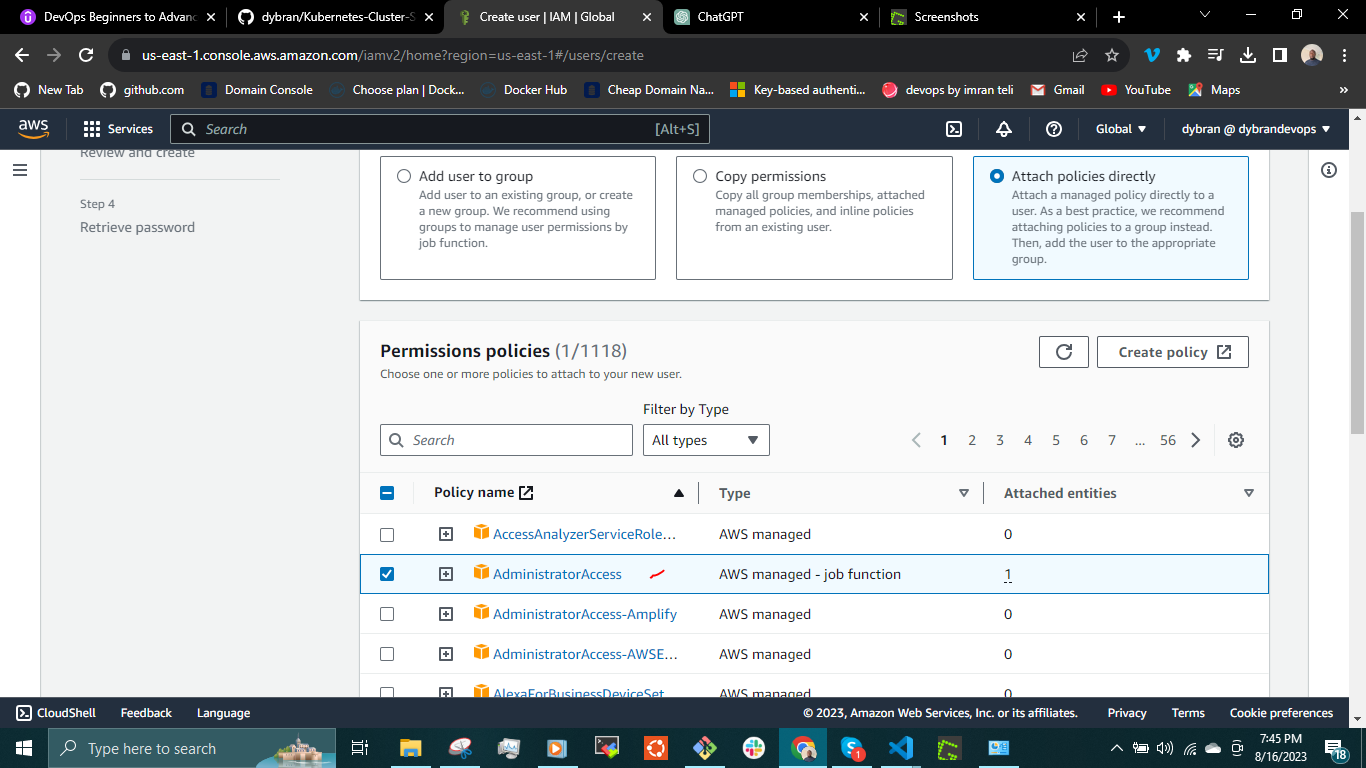 DevOps Beginners to Advanc
dybran/Kubernetes-Cluster-S
Create user | IAM | Global
ChatGPT
Screenshots
us-east-1.console.aws.amazon.com/iamv2/home?region=us-east-1#/users/create
New Tab
github.com
Domain Console
Choose plan | Dock...
Docker Hub
Cheap Domain Na...
Key-based authenti...
devops by imran teli
Gmail
YouTube
Maps
»
aws
Services
Search
[Alt+S]
Global
dybran @ dybrandevops
Review and create
Step 4
Retrieve password
Add user to group
Add user to an existing group, or create
a new group. We recommend using
groups to manage user permissions by
job function.
Copy permissions
Copy all group memberships, attached
managed policies, and inline policies
from an existing user.
Attach policies directly
Attach a managed policy directly to a
user. As a best practice, we recommend
attaching policies to a group instead.
Then, add the user to the appropriate
group.
Permissions policies (1/1118)
Choose one or more policies to attach to your new user.
Create policy
Filter by Type
Search
All types
1 2 3 4 5 6 7 ... 56
Policy name
Type
Attached entities
AccessAnalyzerServiceRole... AWS managed 0
AdministratorAccess AWS managed - job function 1
AdministratorAccess-Amplify AWS managed 0
AdministratorAccess-AWSE... AWS managed 0
AlexaForBusinessDeviceSet AWS managed 0
CloudShell
Feedback
Language
© 2023, Amazon Web Services, Inc. or its affiliates.
Privacy
Terms
Cookie preferences
Type here to search
1
7:45 PM
8/16/2023
18